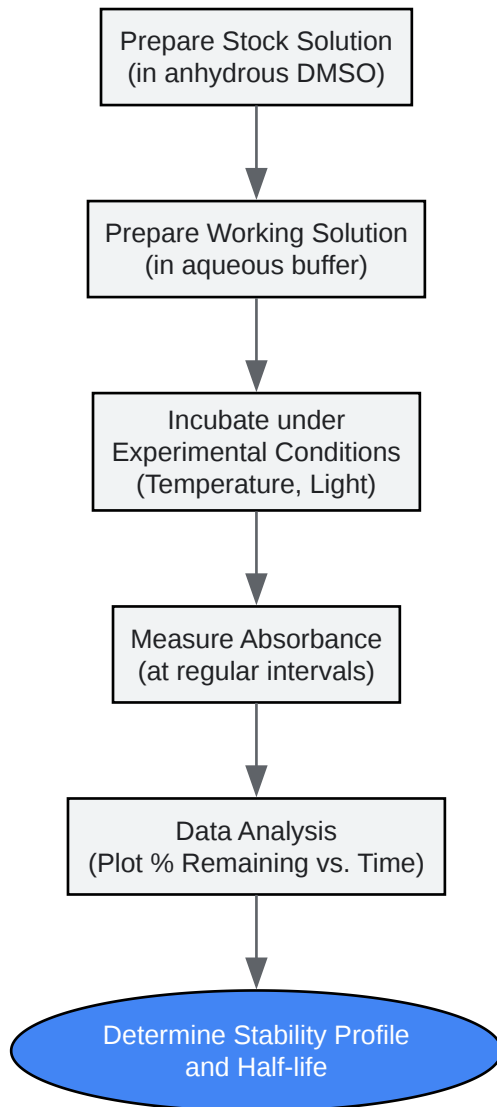 Prepare Stock Solution
(in anhydrous DMSO)
Prepare Working Solution
(in aqueous buffer)
Incubate under
Experimental Conditions
(Temperature, Light)
Measure Absorbance
(at regular intervals)
Data Analysis
(Plot % Remaining vs. Time)
Determine Stability Profile
and Half-life